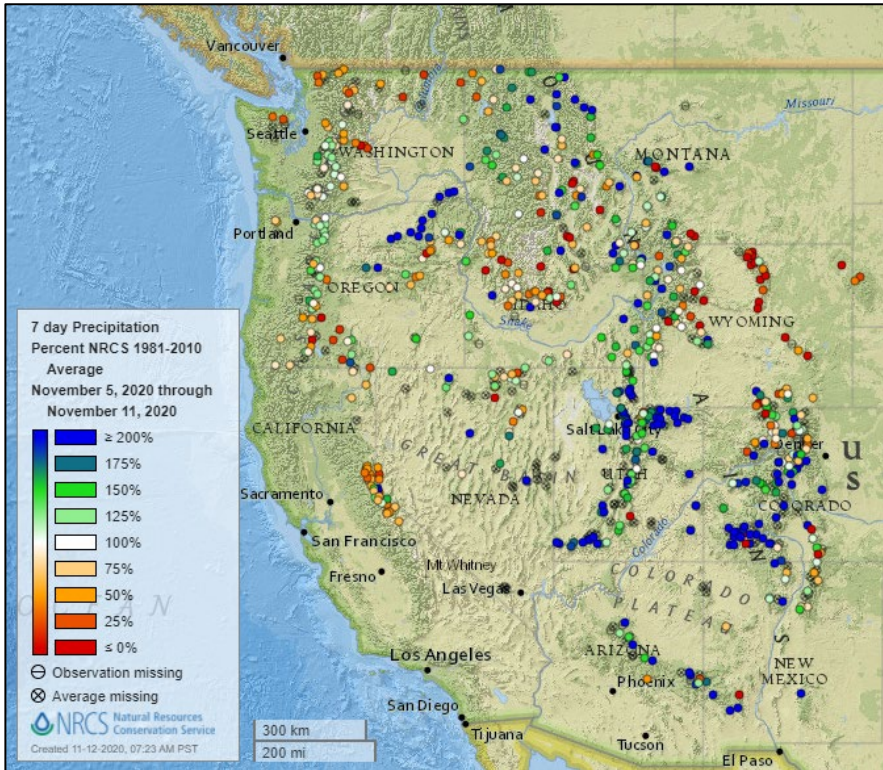 Vancouver
Columbia
Missouri
Seattle
WASHINGTON
MONTANA
Portland
OREGON
IDAHO
Snake
WYOMING
7 day Precipitation
Percent NRCS 1981-2010
Average
November 5, 2020 through
November 11, 2020
≥ 200%
175%
150%
125%
100%
75%
50%
25%
≤ 0%
Observation missing
Average missing
NRCS Natural Resources
Conservation Service
Created 11-12-2020, 07:23 AM PST
CALIFORNIA
Salt Lake City
Denver
U
S
GREAT BASIN
UTAH
NEVADA
COLORADO
Sacramento
San Francisco
Colorado
Mt Whitney
Fresno
Las Vegas
COLORADO
PLATEAU
OCEAN
Los Angeles
ARIZONA
NEW
MEXICO
Phoenix
San Diego
Tijuana
300 km
200 mi
Tucson
El Paso